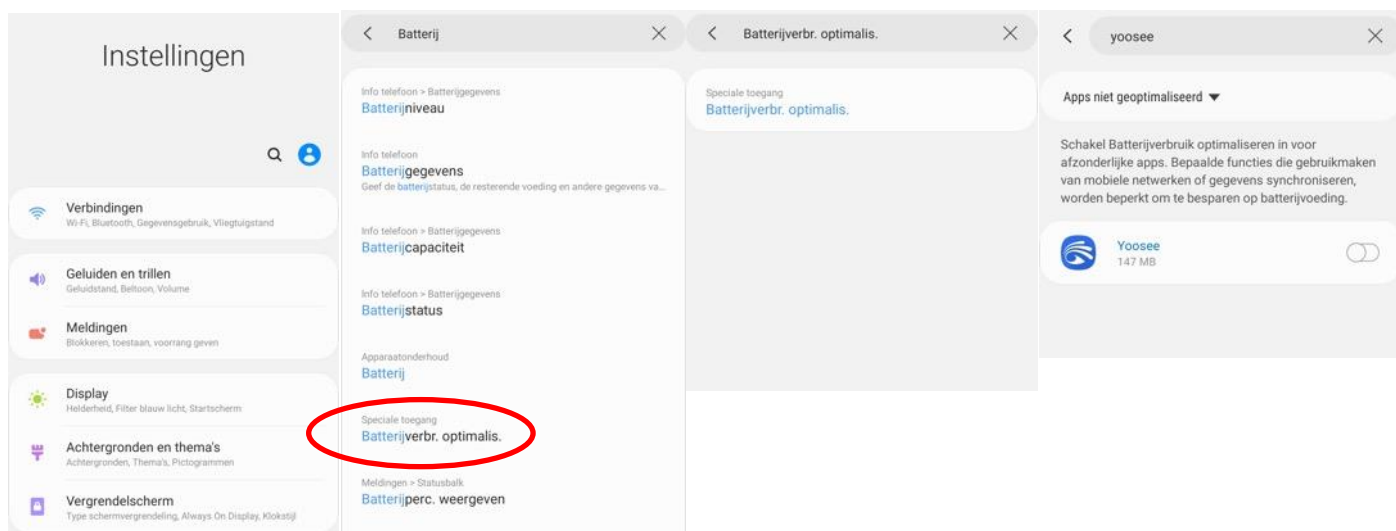 Instellingen
Verbindingen
Wi-Fi, Bluetooth, Gegevensgebruik, Vliegtuigstand
Geluiden en trillen
Geluidstand, Beltoon, Volume
Meldingen
Blokkeren, toestaan, voorrang geven
Display
Helderheid, Filter blauw licht, Startscherm
Achtergronden en thema's
Achtergronden, Thema's, Pictogrammen
Vergrendelscherm
Type schermvergrendeling, Always On Display, Klokstijl
Batterij
Info telefoon > Batterijgegevens
Batterijniveau
Info telefoon
Batterijgegevens
Geef de batterijstatus, de resterende voeding en andere gegevens va...
Info telefoon > Batterijgegevens
Batterijcapaciteit
Info telefoon > Batterijgegevens
Batterijstatus
Apparaatonderhoud
Batterij
Speciale toegang
Batterijverbr. optimalis.
Meldingen > Statusbalk
Batterijperc. weergeven
Batterijverbr. optimalis.
Speciale toegang
Batterijverbr. optimalis.
yoosee
Apps niet geoptimaliseerd
Schakel Batterijverbruik optimaliseren in voor
afzonderlijke apps. Bepaalde functies die gebruikmaken
van mobiele netwerken of gegevens synchroniseren,
worden beperkt om te besparen op batterijvoeding.
Yoosee
147 MB